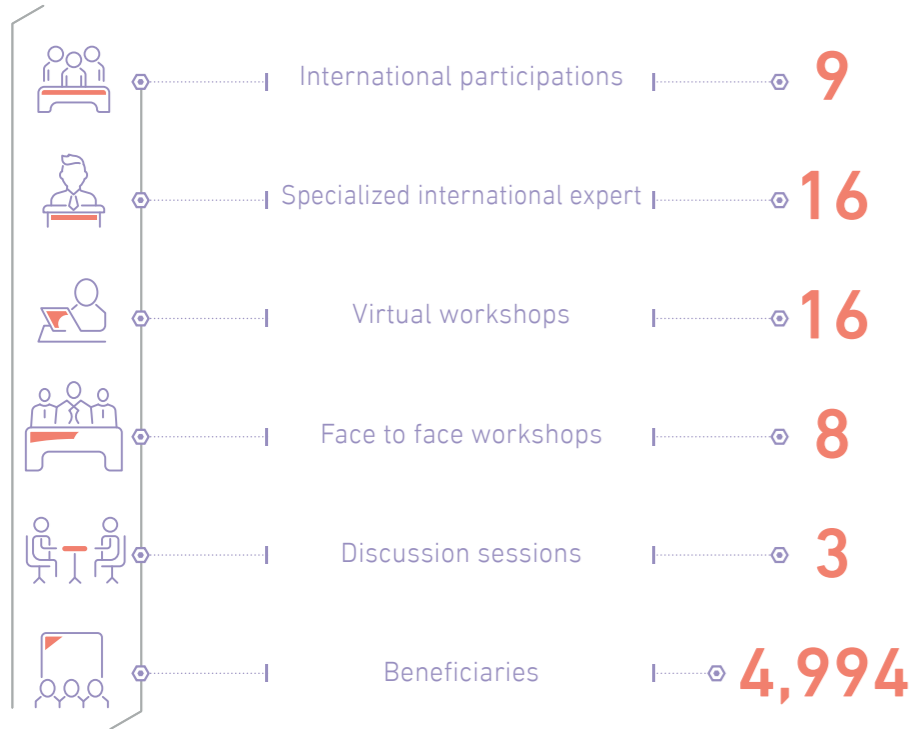 International participations 9
Specialized international expert 16
Virtual workshops 16
Face to face workshops 8
Discussion sessions 3
Beneficiaries 4,994